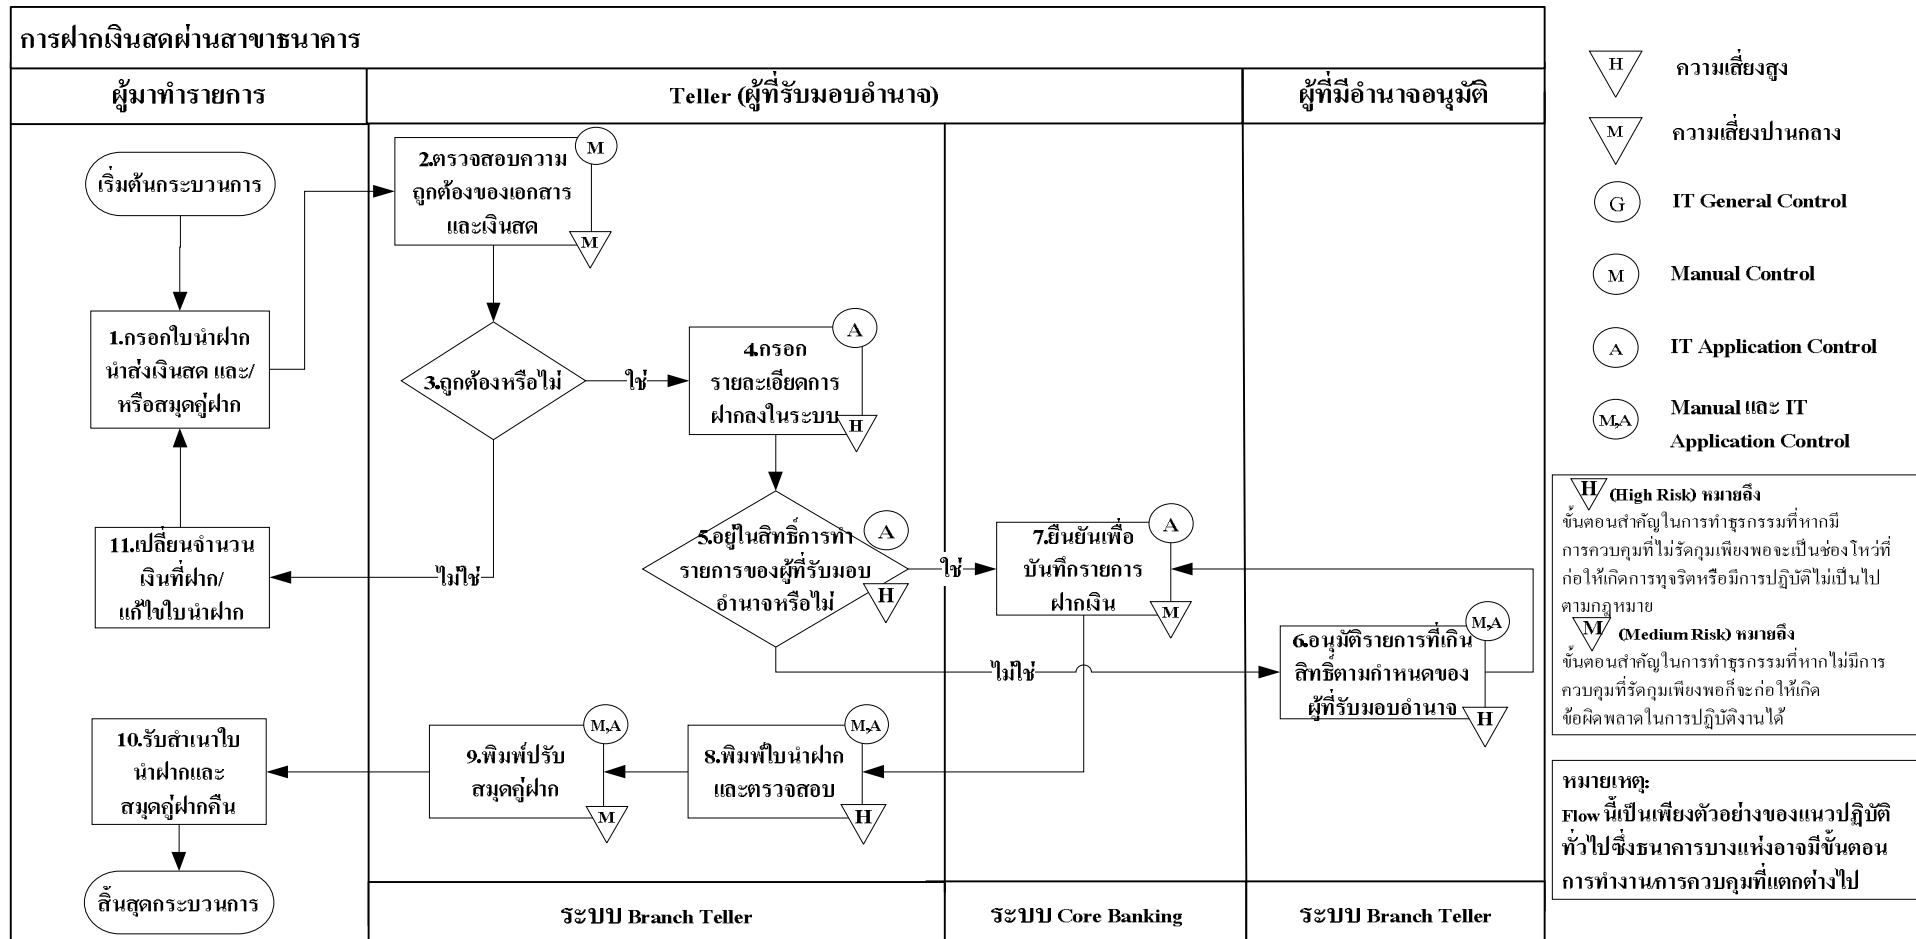 การฝากเงินสดผ่านสาขาธนาคาร
ผู้มาทำรายการ
Teller (ผู้ที่รับมอบอำนาจ)
ผู้ที่มีอำนาจอนุมัติ
เริ่มต้นกระบวนการ
1.กรอกใบนำฝาก
นำส่งเงินสด และ/
หรือสมุดคู่ฝาก
M
2.ตรวจสอบความ
ถูกต้องของเอกสาร
และเงินสด
M
3.ถูกต้องหรือไม่
ใช่
ไม่ใช่
A
4.กรอก
รายละเอียดการ
ฝากลงในระบบ
H
A
5.อยู่ในสิทธิ์การทำ
รายการของผู้ที่รับมอบ
อำนาจหรือไม่
H
ใช่
ไม่ใช่
M,A
6.อนุมัติรายการที่เกิน
สิทธิ์ตามกำหนดของ
ผู้ที่รับมอบอำนาจ
H
A
7.ยืนยันเพื่อ
บันทึกรายการ
ฝากเงิน
M
M,A
8.พิมพ์ใบนำฝาก
และตรวจสอบ
H
M,A
9.พิมพ์ปรับ
สมุดคู่ฝาก
M
10.รับสำเนาใบ
นำฝากและ
สมุดคู่ฝากคืน
11.เปลี่ยนจำนวน
เงินที่ฝาก/
แก้ไขใบนำฝาก
สิ้นสุดกระบวนการ
ระบบ Branch Teller
ระบบ Core Banking
ระบบ Branch Teller
H ความเสี่ยงสูง
M ความเสี่ยงปานกลาง
G IT General Control
M Manual Control
A IT Application Control
M,A Manual และ IT
Application Control
H (High Risk) หมายถึง
ขั้นตอนสำคัญในการทำธุรกรรมที่หากมี
การควบคุมที่ไม่รัดกุมเพียงพอจะเป็นช่องโหว่ที่
ก่อให้เกิดการทุจริตหรือมีการปฏิบัติไม่เป็นไป
ตามกฎหมาย
M (Medium Risk) หมายถึง
ขั้นตอนสำคัญในการทำธุรกรรมที่หากไม่มีการ
ควบคุมที่รัดกุมเพียงพอก็จะก่อให้เกิด
ข้อผิดพลาดในการปฏิบัติงานได้
หมายเหตุ:
Flow นี้เป็นเพียงตัวอย่างของแนวปฏิบัติ
ทั่วไปซึ่งธนาคารบางแห่งอาจมีขั้นตอน
การทำงาน/การควบคุมที่แตกต่างไป